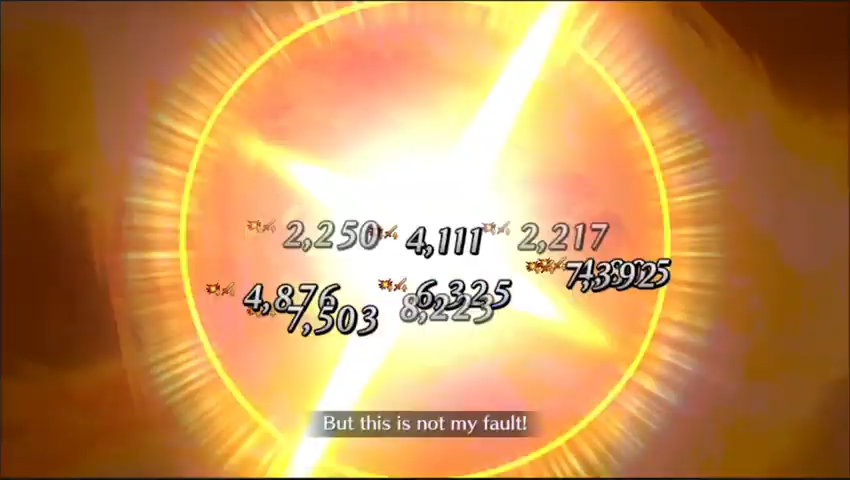 2,250 4,111 2,217
4,876 6,325
7,503 8,223
But this is not my fault!